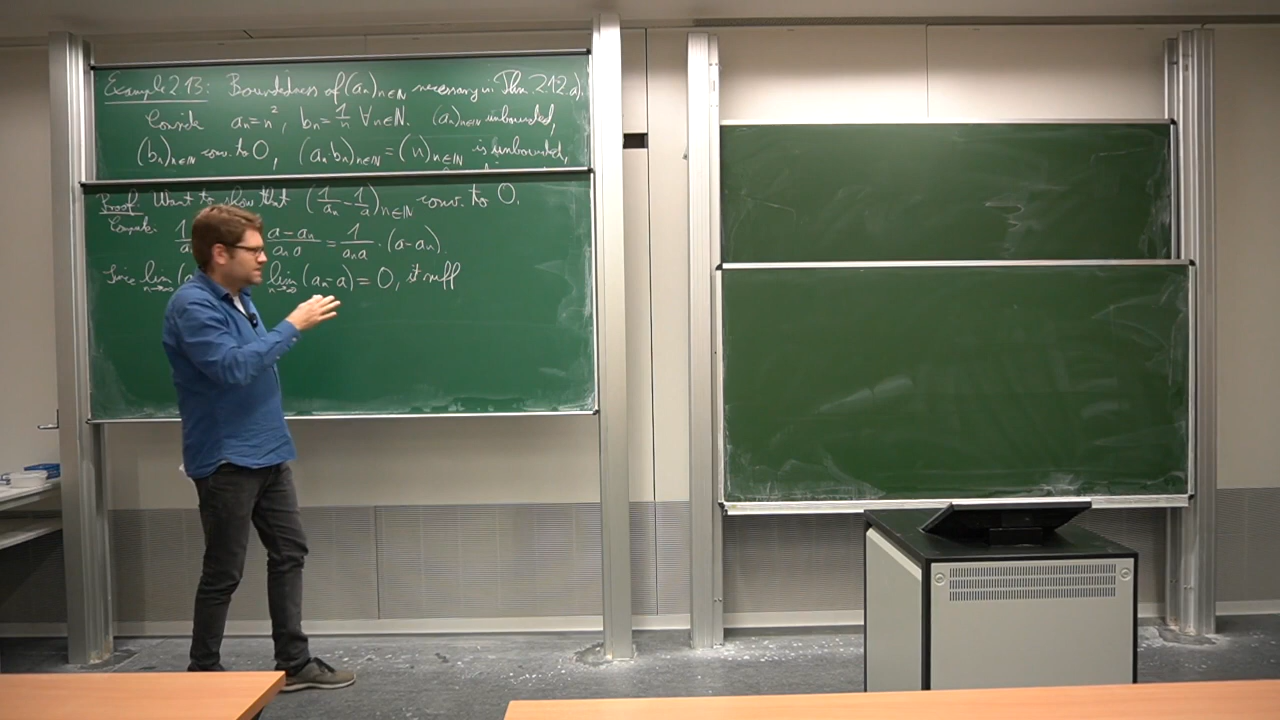 Example 2.13: Boundedness of (aₙ)ₙ∈ℕ necessary in Thm. 2.12.a).
Consider aₙ=n², bₙ=1/n ∀n∈ℕ. (aₙ)ₙ∈ℕ unbounded,
(bₙ)ₙ∈ℕ conv. to 0, (aₙ·bₙ)ₙ∈ℕ = (n)ₙ∈ℕ is unbounded,
Proof: Want to show that (1/aₙ - 1/a)ₙ∈ℕ conv. to 0.
Compute: 1/a a-aₙ/aₙa = 1/aₙa · (a-aₙ).
Since lim n→∞ (a lim n→∞ (aₙ-a) = 0, it suff